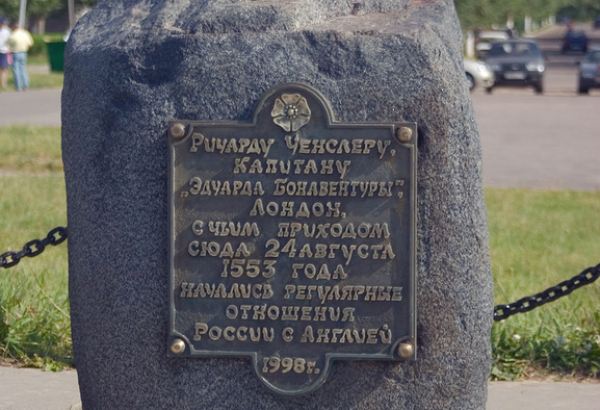 Ричарду Ченслеру,
капитану
„Эдуарда Бонавентуры",
Лондон,
с чьим приходом
сюда 24 августа
1553 года
начались регулярные
отношения
России с Англией
1998г.